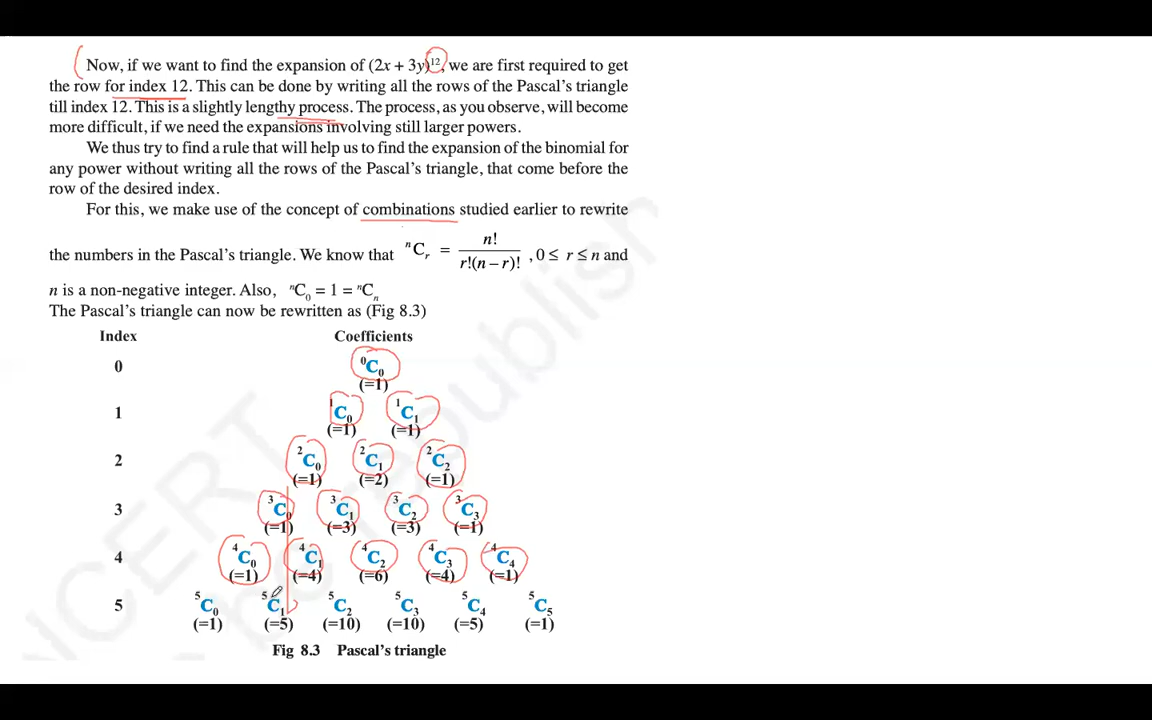 Now, if we want to find the expansion of (2x + 3y)¹², we are first required to get
the row for index 12. This can be done by writing all the rows of the Pascal's triangle
till index 12. This is a slightly lengthy process. The process, as you observe, will become
more difficult, if we need the expansions involving still larger powers.
We thus try to find a rule that will help us to find the expansion of the binomial for
any power without writing all the rows of the Pascal's triangle, that come before the
row of the desired index.
For this, we make use of the concept of combinations studied earlier to rewrite
the numbers in the Pascal's triangle. We know that ⁿCᵣ = n! / r!(n – r)! , 0 ≤ r ≤ n and
n is a non-negative integer. Also, ⁿC₀ = 1 = ⁿCₙ
The Pascal's triangle can now be rewritten as (Fig 8.3)
Index Coefficients
0 ⁰C₀
(=1)
1 ¹C₀ ¹C₁
(=1) (=1)
2 ²C₀ ²C₁ ²C₂
(=1) (=2) (=1)
3 ³C₀ ³C₁ ³C₂ ³C₃
(=1) (=3) (=3) (=1)
4 ⁴C₀ ⁴C₁ ⁴C₂ ⁴C₃ ⁴C₄
(=1) (=4) (=6) (=4) (=1)
5 ⁵C₀ ⁵C₁ ⁵C₂ ⁵C₃ ⁵C₄ ⁵C₅
(=1) (=5) (=10) (=10) (=5) (=1)
Fig 8.3 Pascal's triangle
NCERT
republish